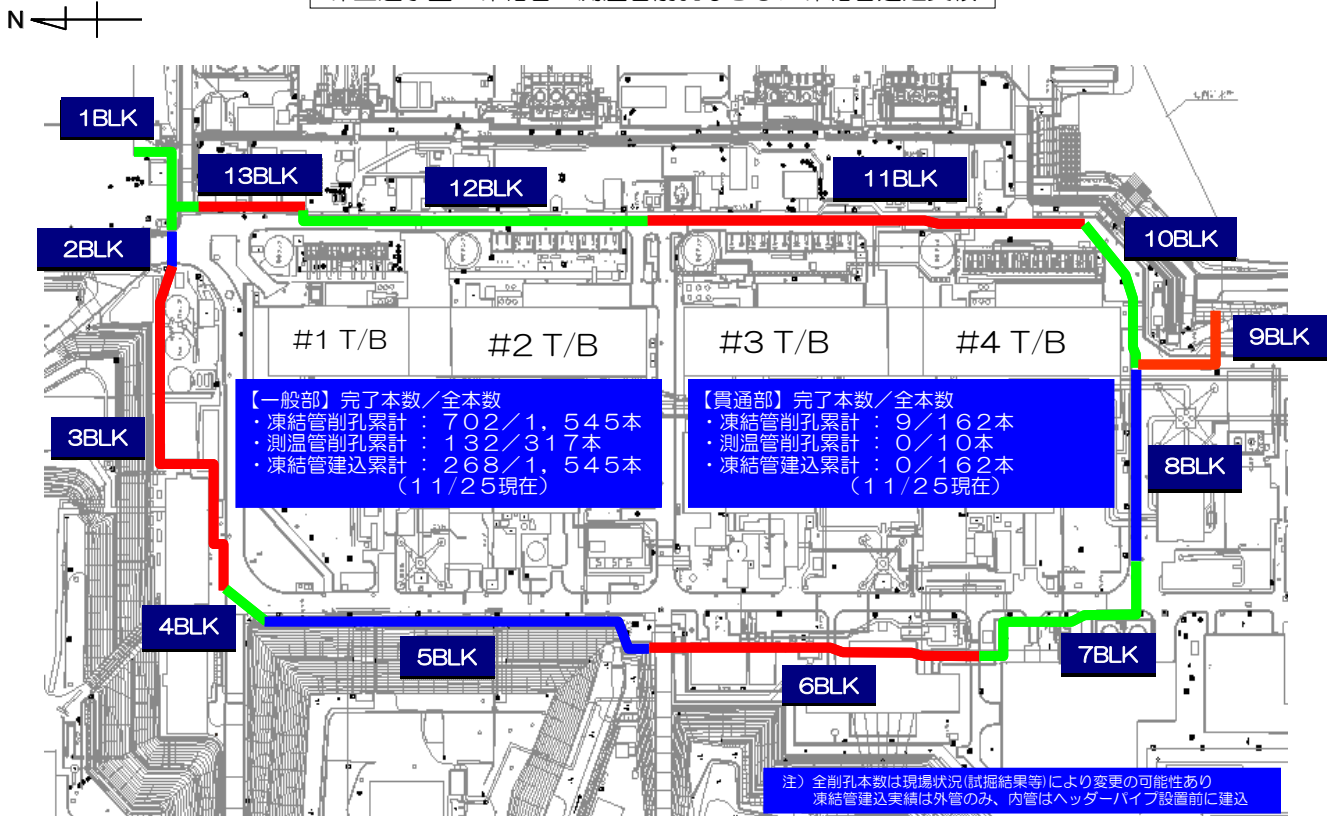 N
1BLK
13BLK
12BLK
11BLK
2BLK
10BLK
#1 T/B
#2 T/B
#3 T/B
#4 T/B
9BLK
【一般部】完了本数/全本数
・凍結管削孔累計 : 702/1, 545本
・測温管削孔累計 : 132/317本
・凍結管建込累計 : 268/1, 545本
(11/25現在)
【貫通部】完了本数/全本数
・凍結管削孔累計 : 9/162本
・測温管削孔累計 : 0/10本
・凍結管建込累計 : 0/162本
(11/25現在)
3BLK
8BLK
4BLK
5BLK
7BLK
6BLK
注) 全削孔本数は現場状況(試掘結果等)により変更の可能性あり
凍結管建込実績は外管のみ、内管はヘッダーパイプ設置前に建込